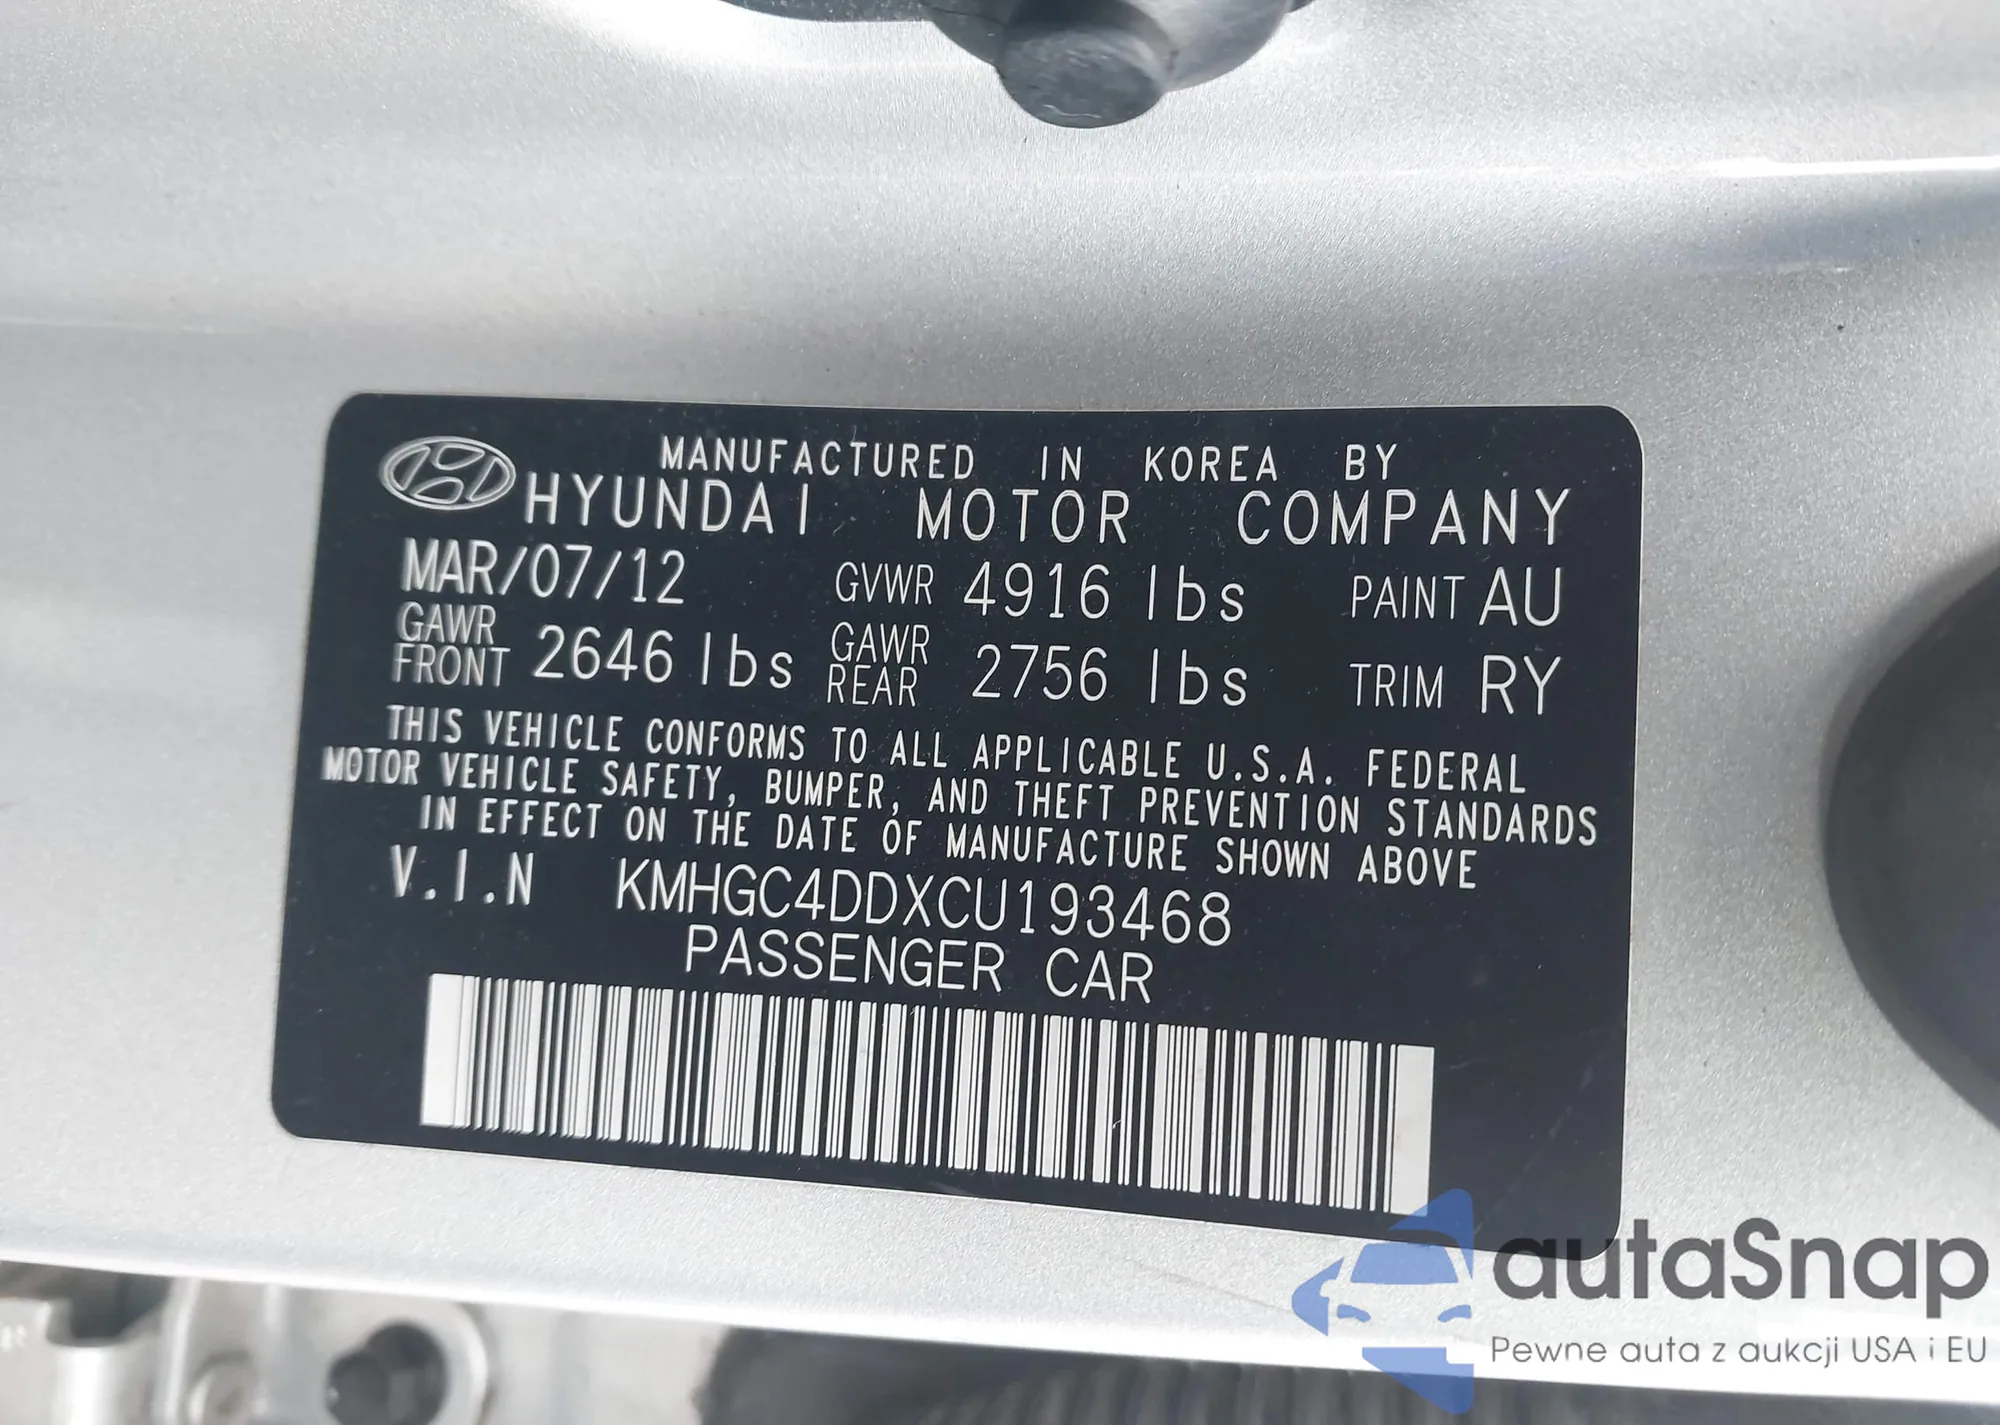 MANUFACTURED IN KOREA BY
HYUNDAI MOTOR COMPANY
MAR/07/12 GVWR 4916 lbs PAINT AU
GAWR FRONT 2646 lbs GAWR REAR 2756 lbs TRIM RY
THIS VEHICLE CONFORMS TO ALL APPLICABLE U.S.A. FEDERAL
MOTOR VEHICLE SAFETY, BUMPER, AND THEFT PREVENTION STANDARDS
IN EFFECT ON THE DATE OF MANUFACTURE SHOWN ABOVE
V.I.N KMHGC4DDXCU193468
PASSENGER CAR
autaSnap
Pewne auta z aukcji USA i EU